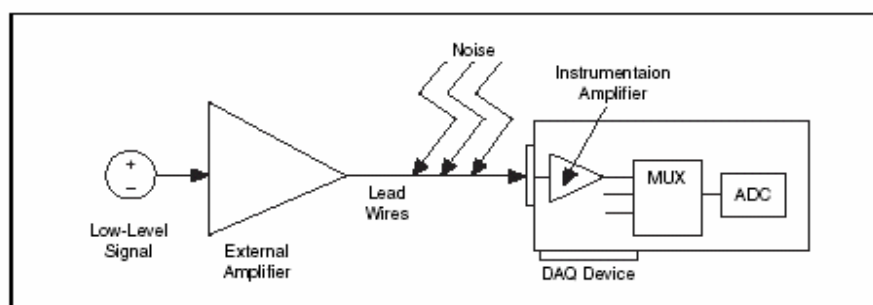 Noise
Instrumentaion
Amplifier
+
−
MUX
ADC
Lead
Wires
Low-Level
Signal
External
Amplifier
DAQ Device